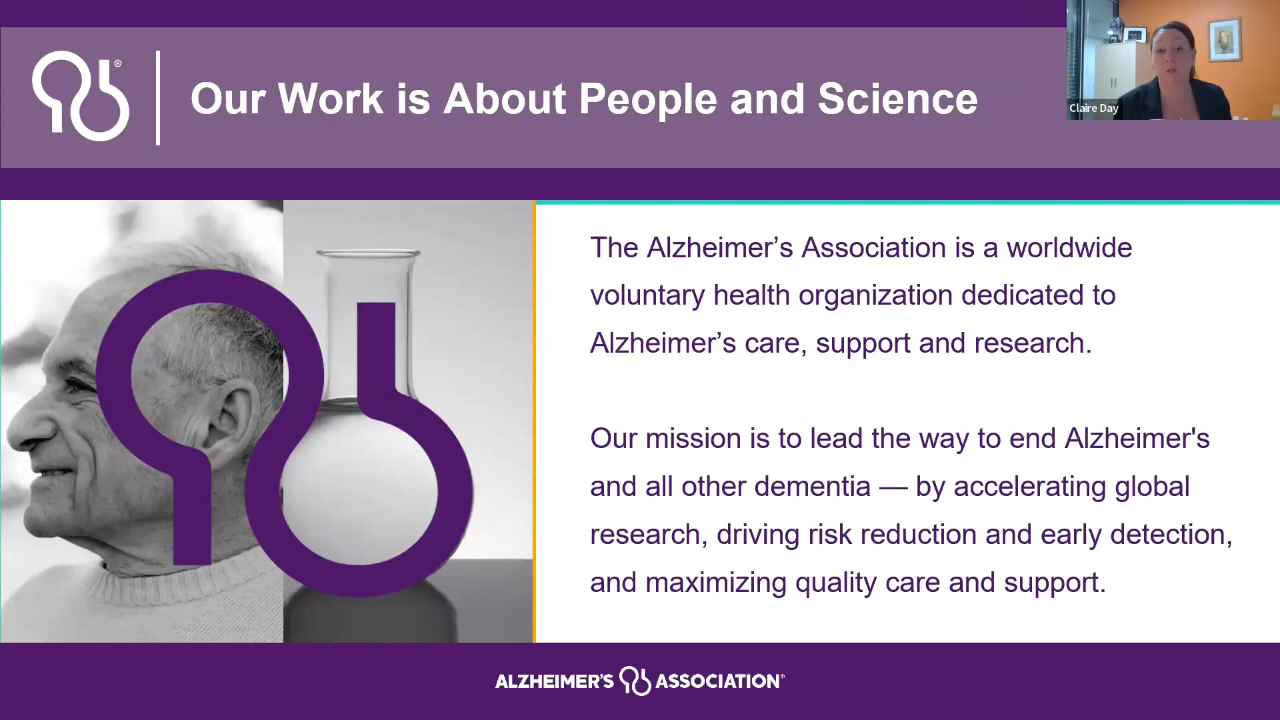 Our Work is About People and Science
Claire Day
The Alzheimer’s Association is a worldwide
voluntary health organization dedicated to
Alzheimer’s care, support and research.
Our mission is to lead the way to end Alzheimer's
and all other dementia — by accelerating global
research, driving risk reduction and early detection,
and maximizing quality care and support.
ALZHEIMER’S ASSOCIATION®